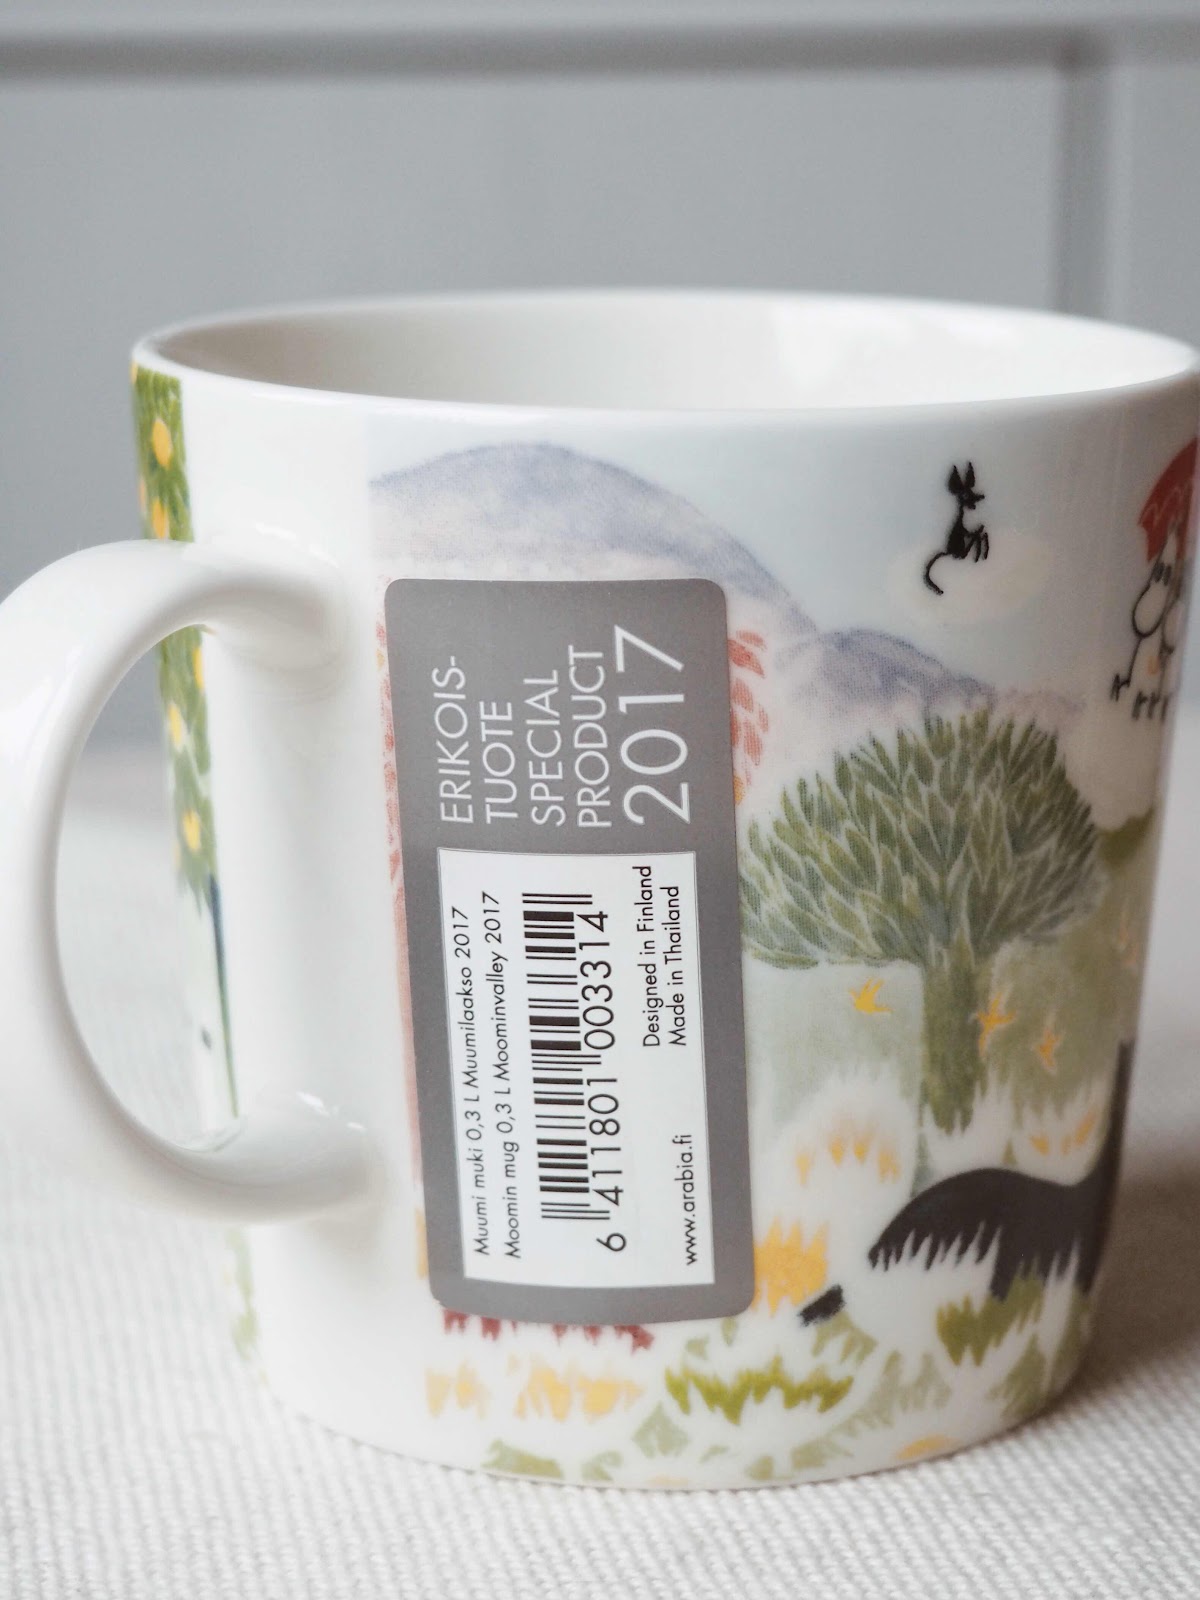 ERIKOIS-
TUOTE
SPECIAL
PRODUCT
2017
Muumi muki 0,3 L Muumilaakso 2017
Moomin mug 0,3 L Moominvalley 2017
6 411801 003314
Designed in Finland
Made in Thailand
www.arabia.fi